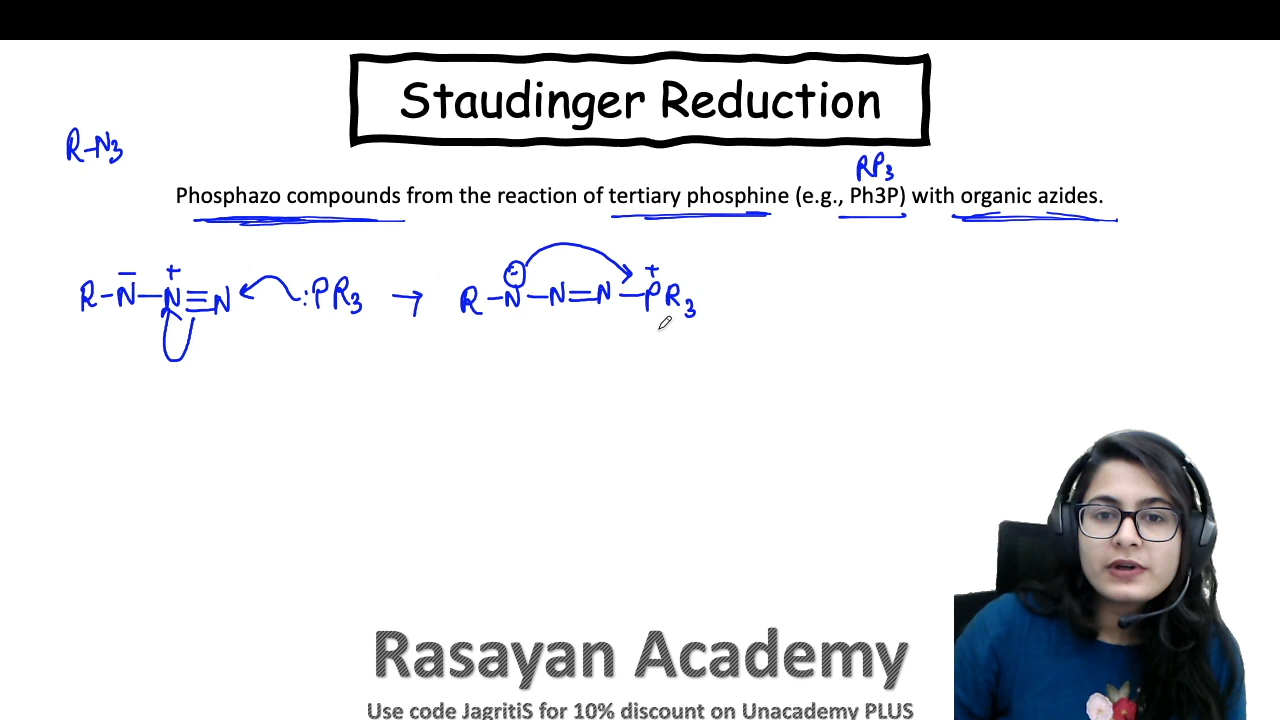 Staudinger Reduction
R-N3
RP3
Phosphazo compounds from the reaction of tertiary phosphine (e.g., Ph3P) with organic azides.
R-N̄-N⁺≡N :PR3 → R-N⊖-N=N-P⁺R3
Rasayan Academy
Use code JagritiS for 10% discount on Unacademy PLUS